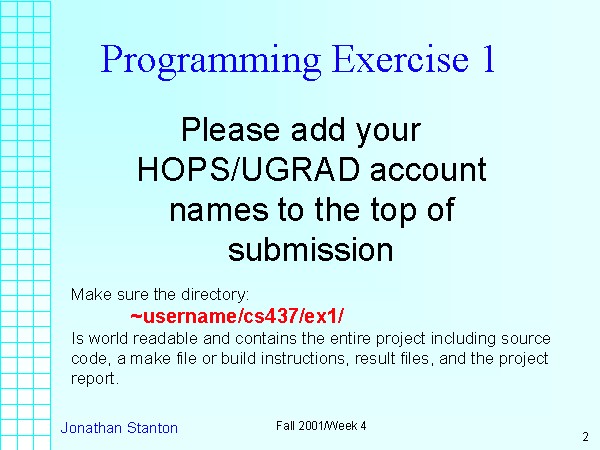 Programming Exercise 1
Please add your
HOPS/UGRAD account
names to the top of
submission
Make sure the directory:
~username/cs437/ex1/
Is world readable and contains the entire project including source
code, a make file or build instructions, result files, and the project
report.
Jonathan Stanton
Fall 2001/Week 4
2